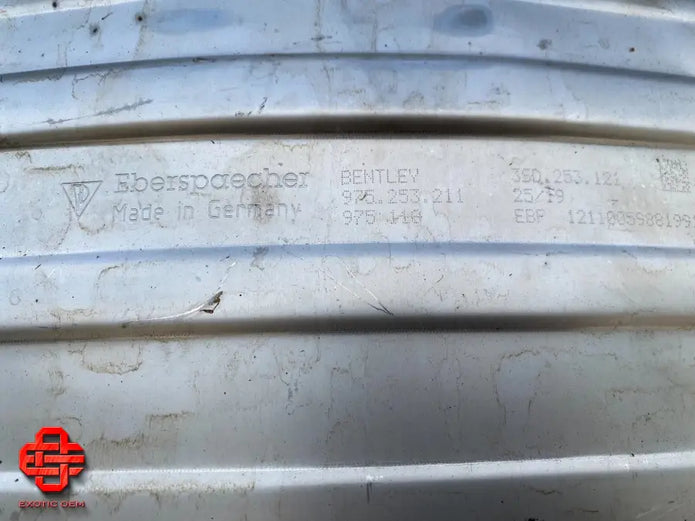 Eberspaecher
Made in Germany
BENTLEY
975.253.211
975.118
3SD.253.121
25/19
EBP
EXOTIC OEM